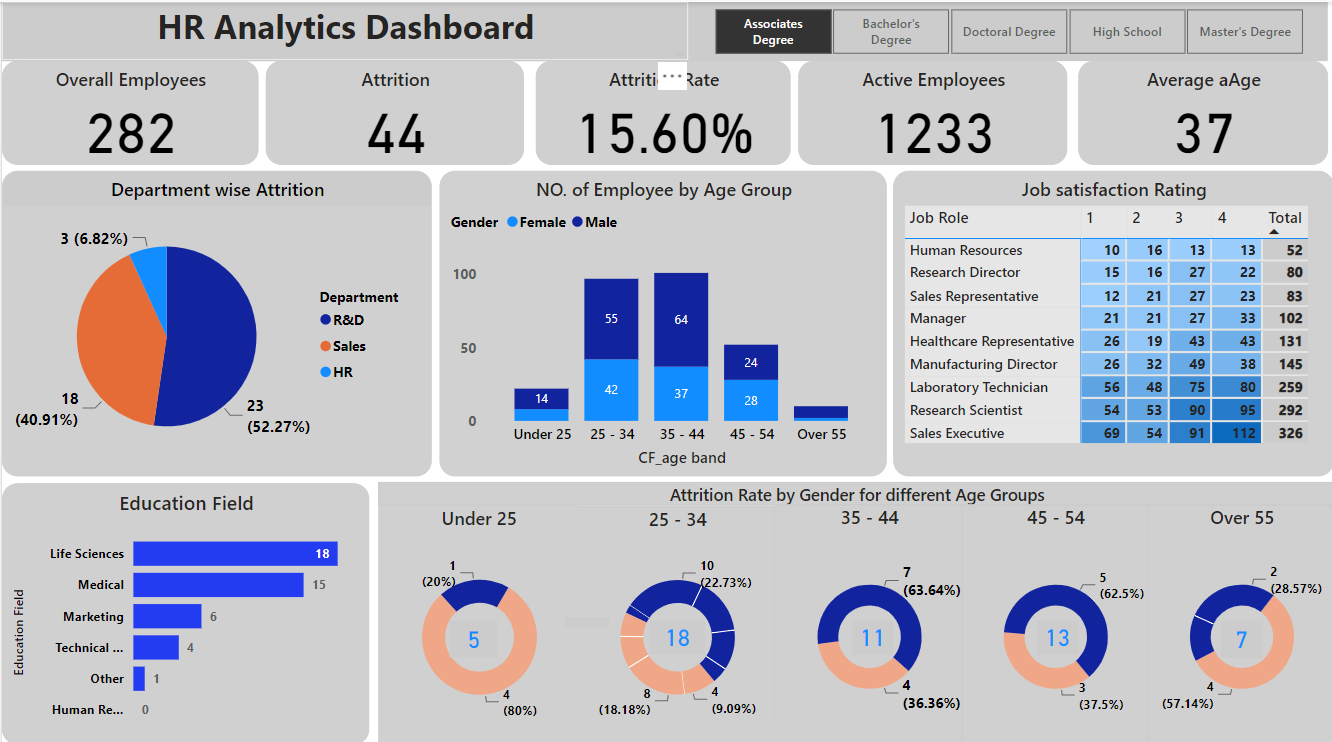 HR Analytics Dashboard
Associates
Degree
Bachelor's
Degree
Doctoral Degree
High School
Master's Degree
Overall Employees
282
Attrition
44
Attriti ... Rate
15.60%
Active Employees
1233
Average aAge
37
Department wise Attrition
3 (6.82%)
18
(40.91%)
23
(52.27%)
Department
R&D
Sales
HR
NO. of Employee by Age Group
Gender Female Male
100
50
0
14
55
42
64
37
24
28
Under 25 25 - 34 35 - 44 45 - 54 Over 55
CF_age band
Job satisfaction Rating
Job Role 1 2 3 4 Total
Human Resources 10 16 13 13 52
Research Director 15 16 27 22 80
Sales Representative 12 21 27 23 83
Manager 21 21 27 33 102
Healthcare Representative 26 19 43 43 131
Manufacturing Director 26 32 49 38 145
Laboratory Technician 56 48 75 80 259
Research Scientist 54 53 90 95 292
Sales Executive 69 54 91 112 326
Education Field
Education Field
Life Sciences 18
Medical 15
Marketing 6
Technical ... 4
Other 1
Human Re... 0
Attrition Rate by Gender for different Age Groups
Under 25
1
(20%)
5
4
(80%)
25 - 34
10
(22.73%)
18
8
(18.18%)
4
(9.09%)
35 - 44
7
(63.64%)
11
4
(36.36%)
45 - 54
5
(62.5%)
13
3
(37.5%)
Over 55
2
(28.57%)
7
4
(57.14%)